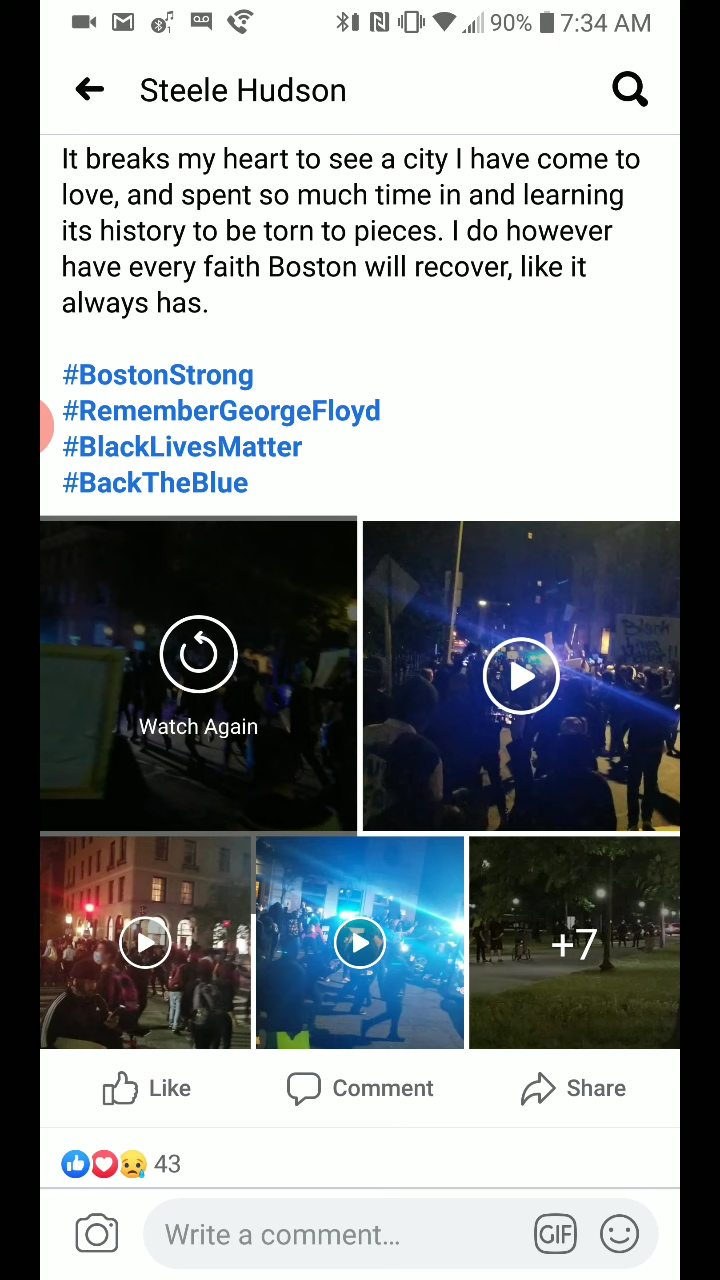 90% 7:34 AM
Steele Hudson
It breaks my heart to see a city I have come to
love, and spent so much time in and learning
its history to be torn to pieces. I do however
have every faith Boston will recover, like it
always has.
#BostonStrong
#RememberGeorgeFloyd
#BlackLivesMatter
#BackTheBlue
Watch Again
+7
Like
Comment
Share
43
Write a comment...
GIF